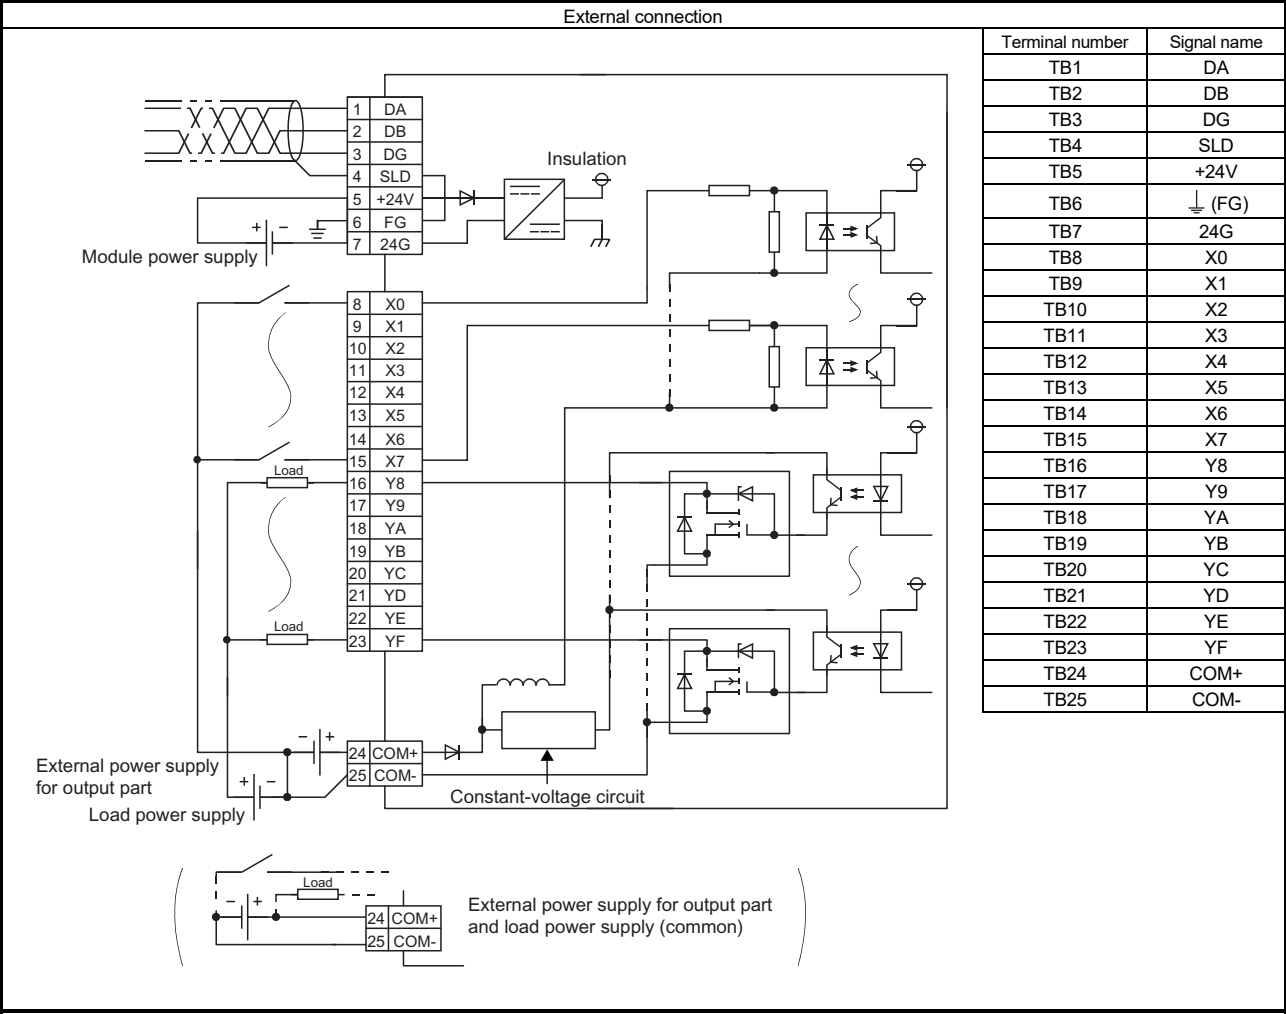 External connection
Terminal number Signal name
TB1 DA
TB2 DB
TB3 DG
TB4 SLD
TB5 +24V
TB6 (FG)
TB7 24G
TB8 X0
TB9 X1
TB10 X2
TB11 X3
TB12 X4
TB13 X5
TB14 X6
TB15 X7
TB16 Y8
TB17 Y9
TB18 YA
TB19 YB
TB20 YC
TB21 YD
TB22 YE
TB23 YF
TB24 COM+
TB25 COM-
1 DA
2 DB
3 DG
4 SLD
5 +24V
6 FG
7 24G
Insulation
+ −
Module power supply
8 X0
9 X1
10 X2
11 X3
12 X4
13 X5
14 X6
15 X7
Load
16 Y8
17 Y9
18 YA
19 YB
20 YC
21 YD
22 YE
Load
23 YF
− +
24 COM+
25 COM-
External power supply
for output part
+ −
Load power supply
Constant-voltage circuit
Load
− +
24 COM+
25 COM-
External power supply for output part
and load power supply (common)